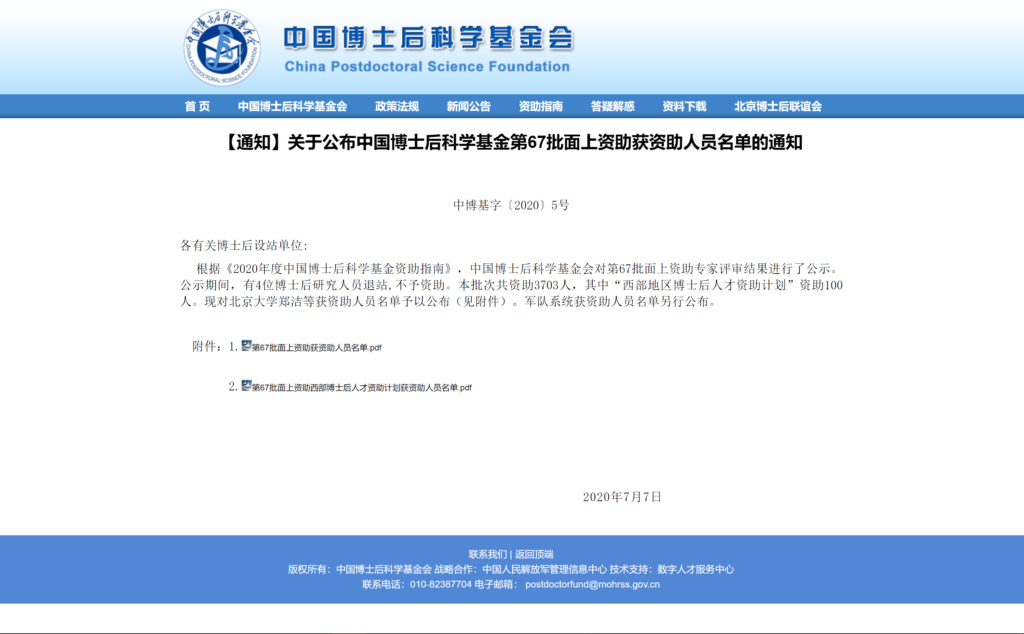 中国博士后科学基金会
China Postdoctoral Science Foundation
首 页 中国博士后科学基金会 政策法规 新闻公告 资助指南 答疑解惑 资料下载 北京博士后联谊会
【通知】关于公布中国博士后科学基金第67批面上资助获资助人员名单的通知
中博基字〔2020〕5号
各有关博士后设站单位:
根据《2020年度中国博士后科学基金资助指南》，中国博士后科学基金会对第67批面上资助专家评审结果进行了公示。
公示期间，有4位博士后研究人员退站,不予资助。本批次共资助3703人，其中“西部地区博士后人才资助计划”资助100
人。现对北京大学郑洁等获资助人员名单予以公布（见附件）。军队系统获资助人员名单另行公布。
附件：1.第67批面上资助获资助人员名单.pdf
2.第67批面上资助西部博士后人才资助计划获资助人员名单.pdf
2020年7月7日
联系我们 | 返回顶端
版权所有：中国博士后科学基金会 战略合作：中国人民解放军管理信息中心 技术支持：数字人才服务中心
联系电话：010-82387704 电子邮箱： postdoctorfund@mohrss.gov.cn